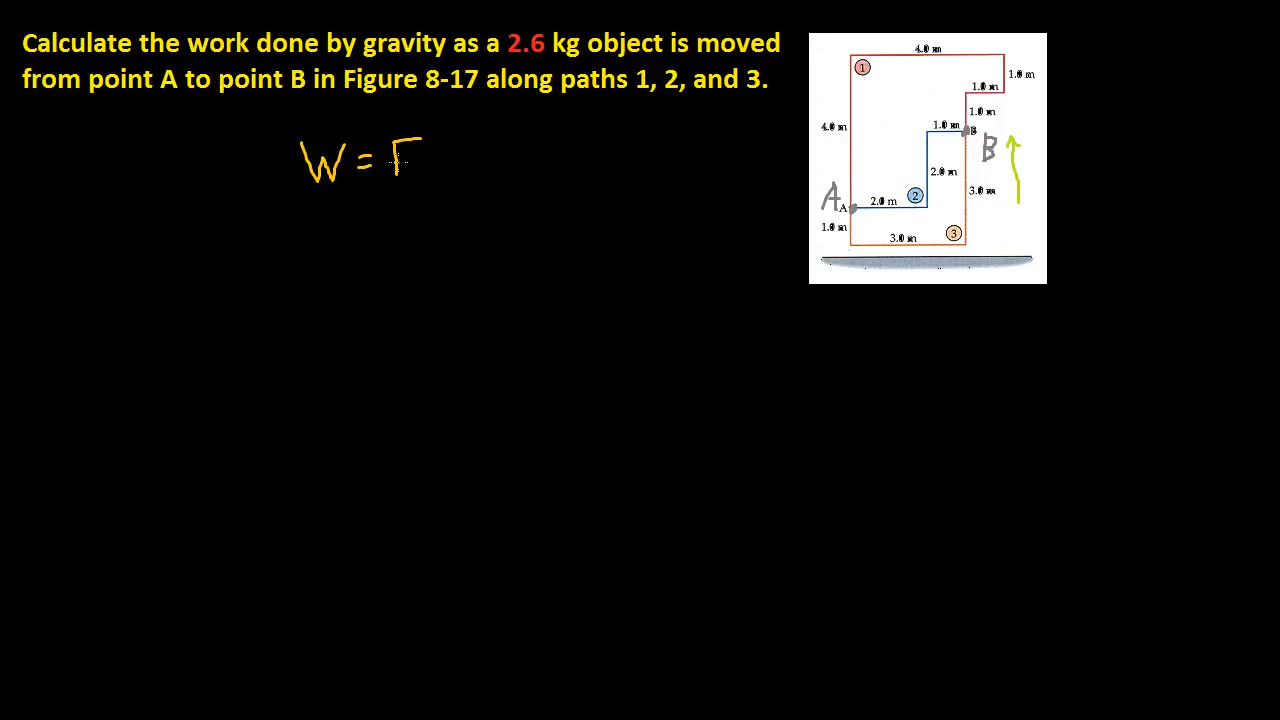 Calculate the work done by gravity as a 2.6 kg object is moved
from point A to point B in Figure 8-17 along paths 1, 2, and 3.
4.0 m
1
1.0 m
1.0 m
1.0 m
4.0 m
1.0 m
B
B
2.0 m
3.0 m
A
A
2.0 m
2
1.0 m
3.0 m
3
W = F